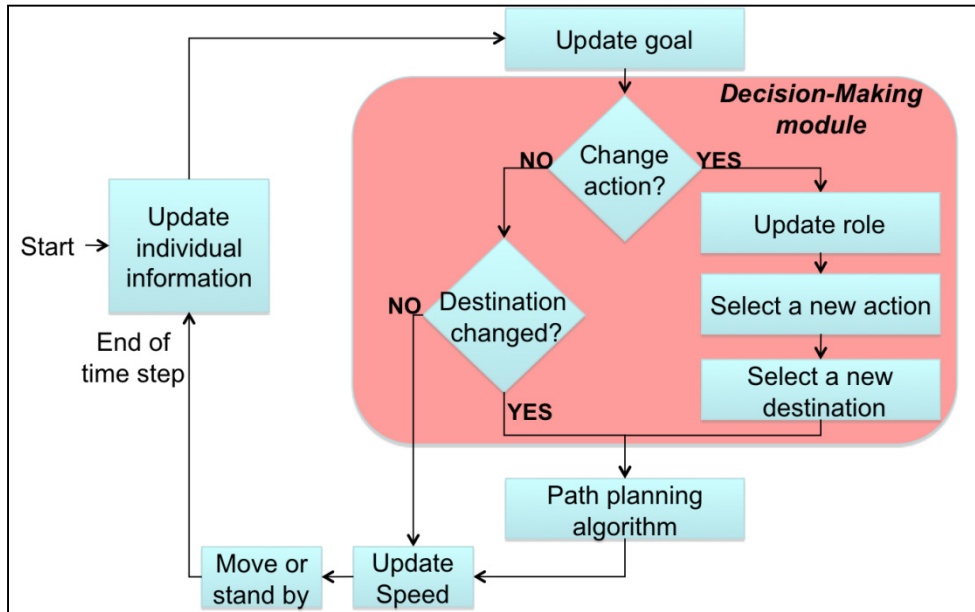 Update goal
Decision-Making
module
Change
action?
NO
YES
Update
individual
information
Start
Update role
Destination
changed?
NO
YES
Select a new action
Select a new
destination
End of
time step
Path planning
algorithm
Update
Speed
Move or
stand by